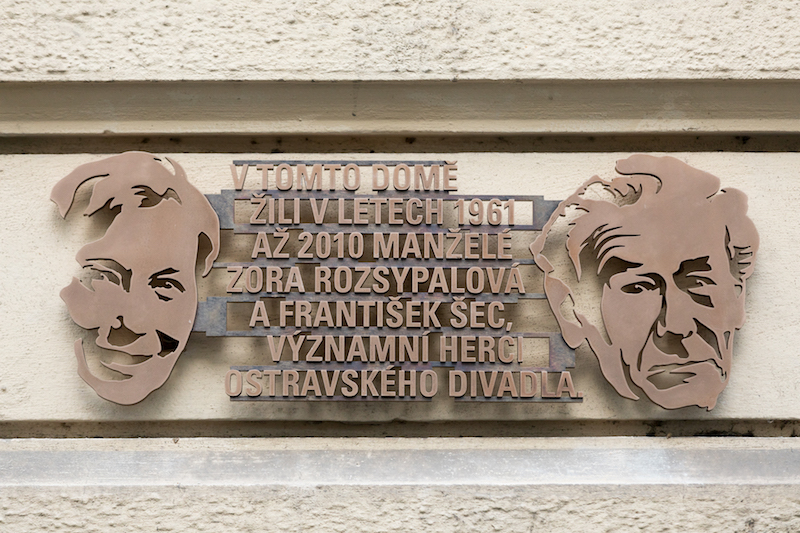 V TOMTO DOMĚ
ŽILI V LETECH 1961
AŽ 2010 MANŽELÉ
ZORA ROZSYPALOVÁ
A FRANTIŠEK ŠEC,
VÝZNAMNÍ HERCI
OSTRAVSKÉHO DIVADLA.